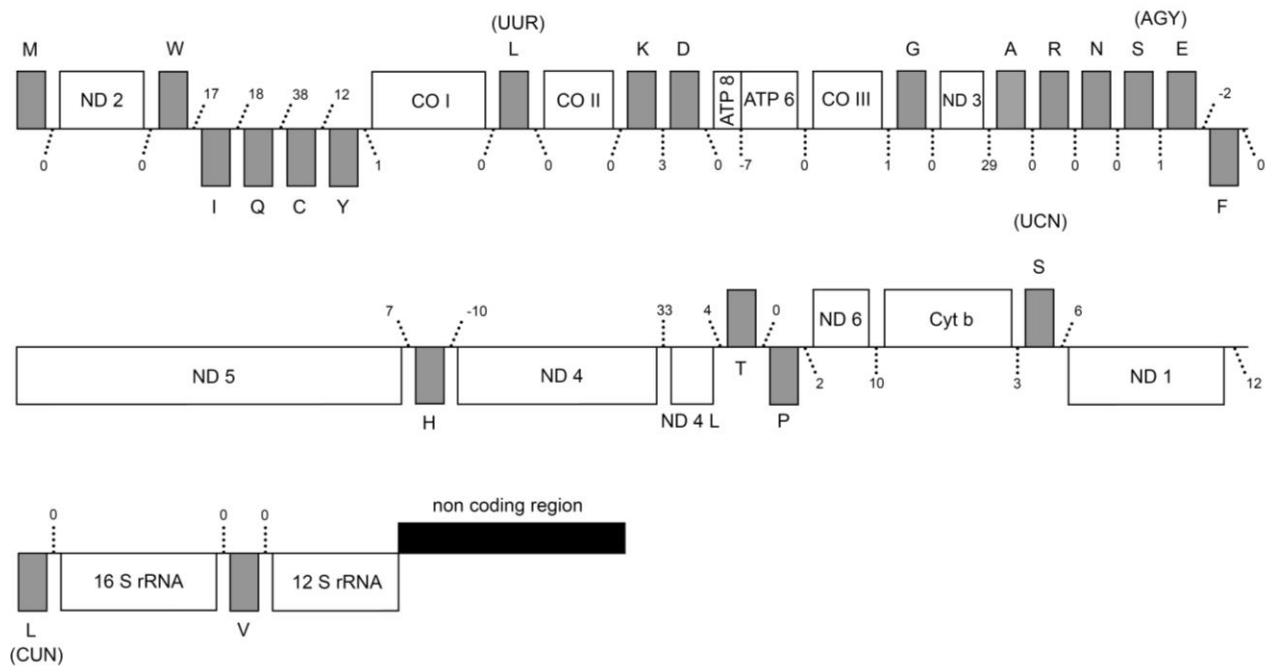 (UUR) (AGY)
M W L K D G A R N S E
17 18 38 12 -2
ND 2 CO I CO II ATP 8 ATP 6 CO III ND 3
0 0 1 0 0 0 3 0 -7 0 1 0 29 0 0 0 1 0
I Q C Y F
(UCN)
S
7 -10 33 4 0 6
ND 5 ND 4 ND 6 Cyt b ND 1
T
2 10 3 12
H ND 4 L P
non coding region
0 0 0
16 S rRNA 12 S rRNA
L V
(CUN)